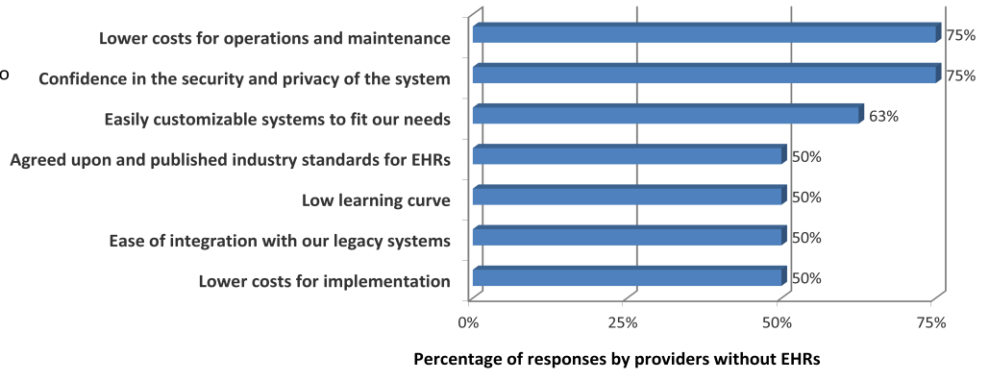 Lower costs for operations and maintenance 75%
o Confidence in the security and privacy of the system 75%
Easily customizable systems to fit our needs 63%
Agreed upon and published industry standards for EHRs 50%
Low learning curve 50%
Ease of integration with our legacy systems 50%
Lower costs for implementation 50%
0% 25% 50% 75%
Percentage of responses by providers without EHRs